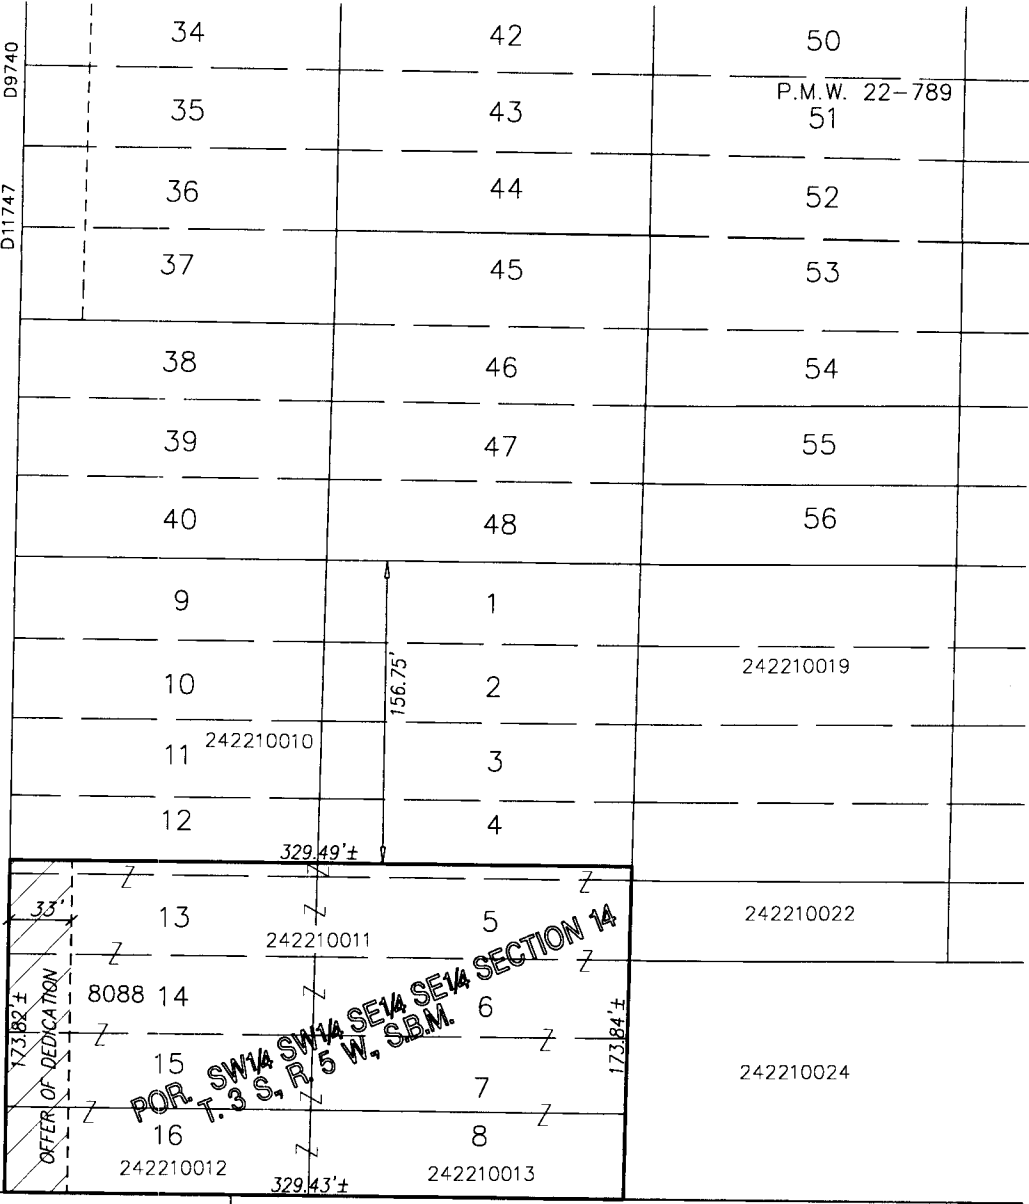 34 42 50
D9740
P.M.W. 22-789
35 43 51
D11747
36 44 52
37 45 53
38 46 54
39 47 55
40 48 56
9 1
156.75'
242210019
10 2
242210010
11 3
12 4
329.49'±
33'
13 5
242210011
242210022
8088 14 6
173.82'±
OFFER OF DEDICATION
POR. SW1/4 SW1/4 SE1/4 SE1/4 SECTION 14
T. 3 S., R. 5 W., S.B.M.
173.84'±
15 7
242210024
16 8
242210012
242210013
329.43'±